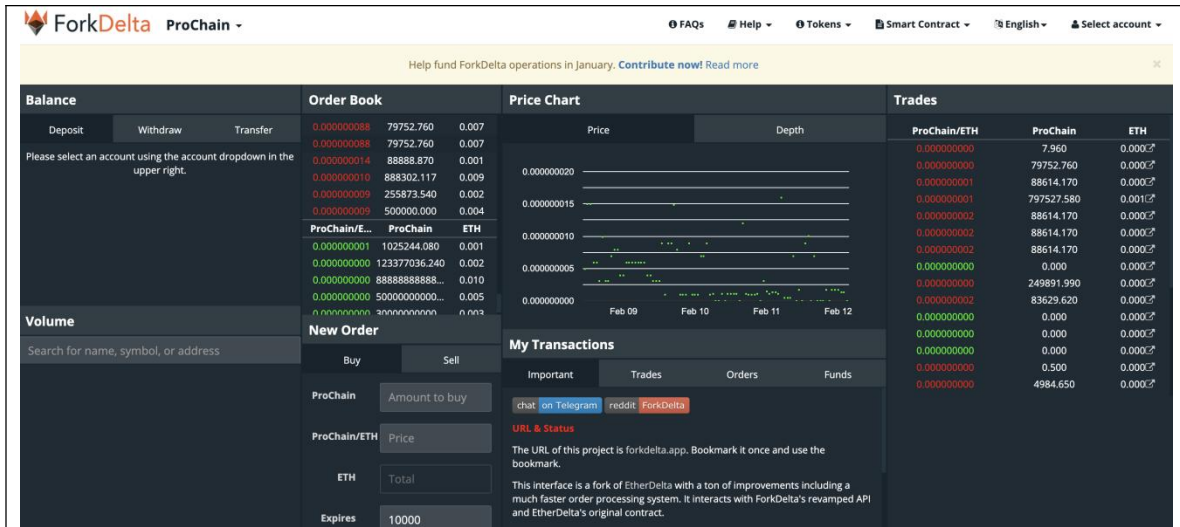 ForkDelta ProChain
FAQs Help Tokens Smart Contract English Select account
Help fund ForkDelta operations in January. Contribute now! Read more
Balance
Deposit Withdraw Transfer
Please select an account using the account dropdown in the
upper right.
Volume
Search for name, symbol, or address
Order Book
0.000000088 79752.760 0.007
0.000000088 79752.760 0.007
0.000000014 88888.870 0.001
0.000000010 888302.117 0.009
0.000000009 255873.540 0.002
0.000000009 500000.000 0.004
ProChain/E... ProChain ETH
0.000000001 1025244.080 0.001
0.000000000 123377036.240 0.002
0.000000000 88888888888... 0.010
0.000000000 50000000000... 0.005
0.000000000 30000000000 0.003
New Order
Buy Sell
ProChain Amount to buy
ProChain/ETH Price
ETH Total
Expires 10000
Price Chart
Price Depth
0.000000020
0.000000015
0.000000010
0.000000005
0.000000000
Feb 09 Feb 10 Feb 11 Feb 12
My Transactions
Important Trades Orders Funds
chat on Telegram reddit ForkDelta
URL & Status
The URL of this project is forkdelta.app. Bookmark it once and use the
bookmark.
This interface is a fork of EtherDelta with a ton of improvements including a
much faster order processing system. It interacts with ForkDelta's revamped API
and EtherDelta's original contract.
Trades
ProChain/ETH ProChain ETH
0.000000000 7.960 0.000
0.000000000 79752.760 0.000
0.000000001 88614.170 0.000
0.000000001 797527.580 0.001
0.000000002 88614.170 0.000
0.000000002 88614.170 0.000
0.000000002 88614.170 0.000
0.000000000 0.000 0.000
0.000000000 249891.990 0.000
0.000000002 83629.620 0.000
0.000000000 0.000 0.000
0.000000000 0.000 0.000
0.000000000 0.000 0.000
0.000000000 0.500 0.000
0.000000000 4984.650 0.000